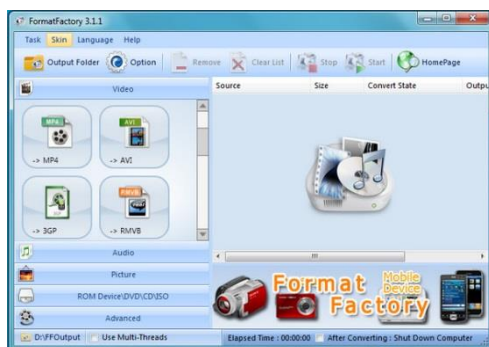 FormatFactory 3.1.1
Task Skin Language Help
Output Folder Option Remove Clear List Stop Start HomePage
Video
Source Size Convert State Outpu
MP4 AVI
-> MP4 -> AVI
RMVB
-> 3GP -> RMVB
Audio
Picture
ROM Device\DVD\CD\ISO
Advanced
Format Factory
Mobile Device
D:\FFOutput Use Multi-Threads Elapsed Time : 00:00:00 After Converting : Shut Down Computer